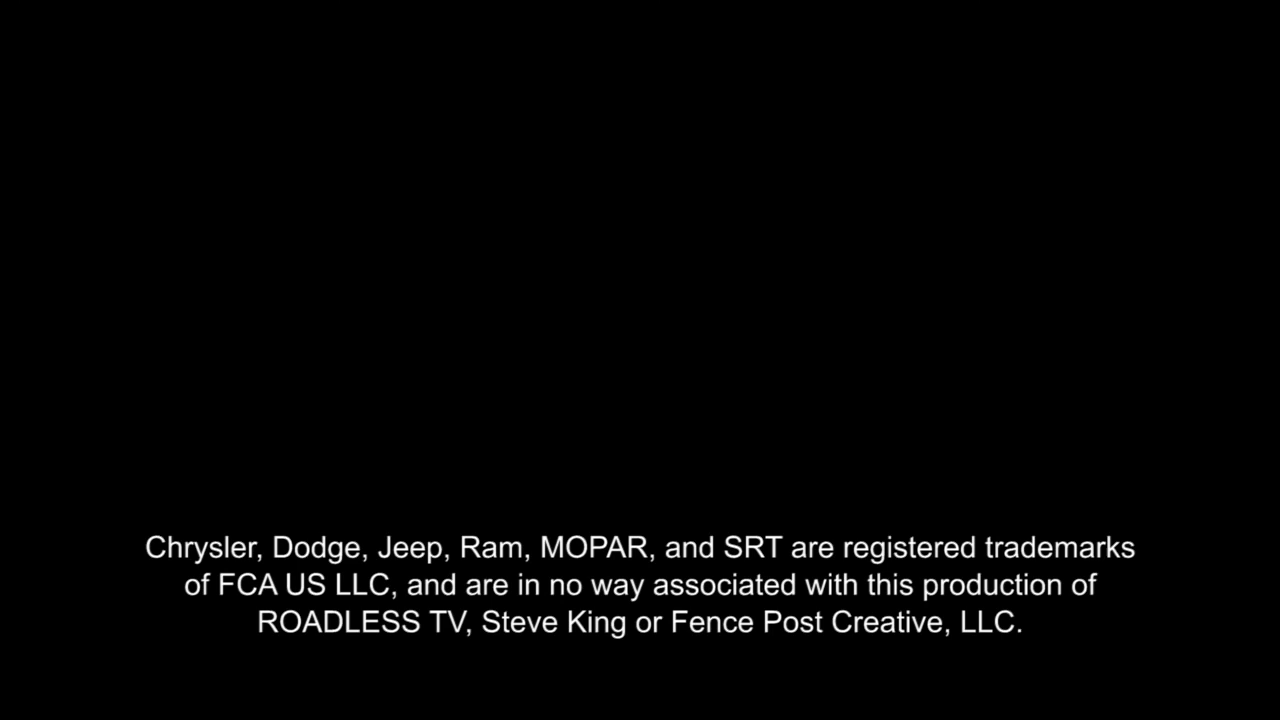 Chrysler, Dodge, Jeep, Ram, MOPAR, and SRT are registered trademarks
of FCA US LLC, and are in no way associated with this production of
ROADLESS TV, Steve King or Fence Post Creative, LLC.